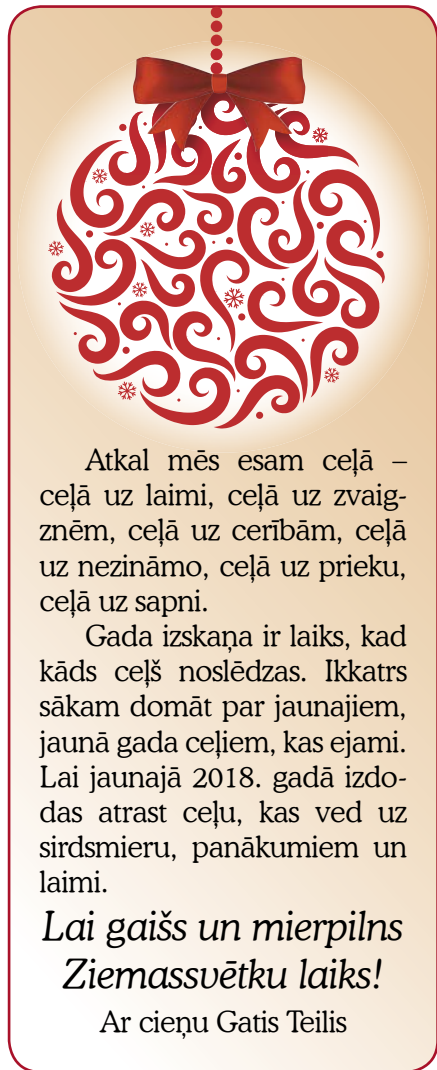 Atkal mēs esam ceļā –
ceļā uz laimi, ceļā uz zvaig-
znēm, ceļā uz cerībām, ceļā
uz nezināmo, ceļā uz prieku,
ceļā uz sapni.
Gada izskaņa ir laiks, kad
kāds ceļš noslēdzas. Ikkatrs
sākam domāt par jaunajiem,
jaunā gada ceļiem, kas ejami.
Lai jaunajā 2018. gadā izdo-
das atrast ceļu, kas ved uz
sirdsmieru, panākumiem un
laimi.
Lai gaišs un mierpilns
Ziemassvētku laiks!
Ar cieņu Gatis Teilis